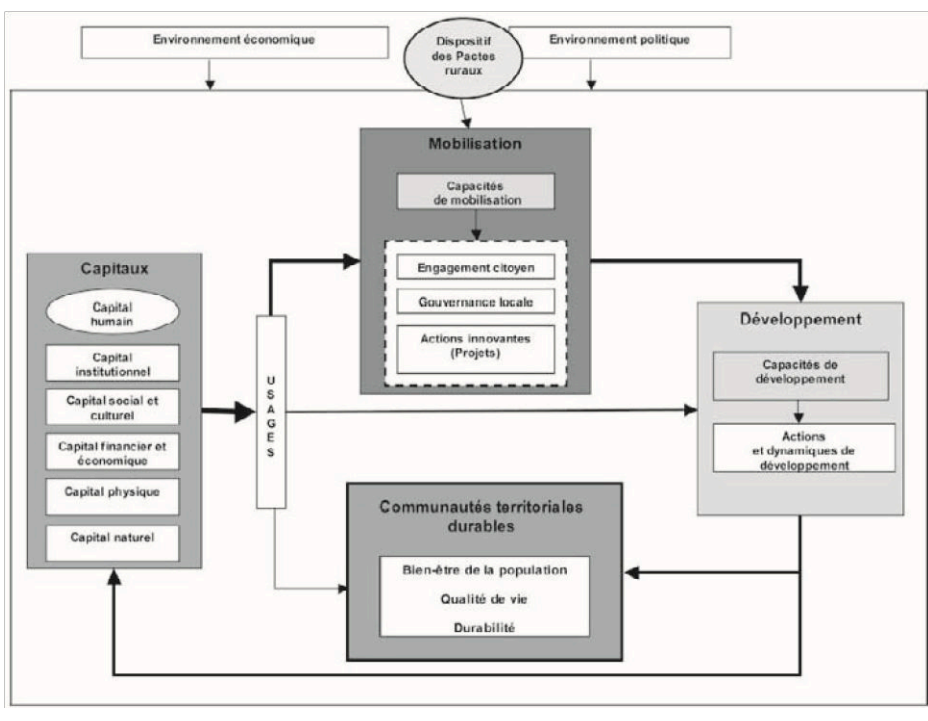 Environnement économique
Dispositif
des Pactes
ruraux
Environnement politique
Mobilisation
Capacités
de mobilisation
Engagement citoyen
Gouvernance locale
Actions innovantes
(Projets)
Capitaux
Capital
humain
Capital
institutionnel
Capital social et
culturel
Capital financier et
économique
Capital physique
Capital naturel
USAGES
Développement
Capacités de
développement
Actions
et dynamiques de
développement
Communautés territoriales
durables
Bien-être de la population
Qualité de vie
Durabilité